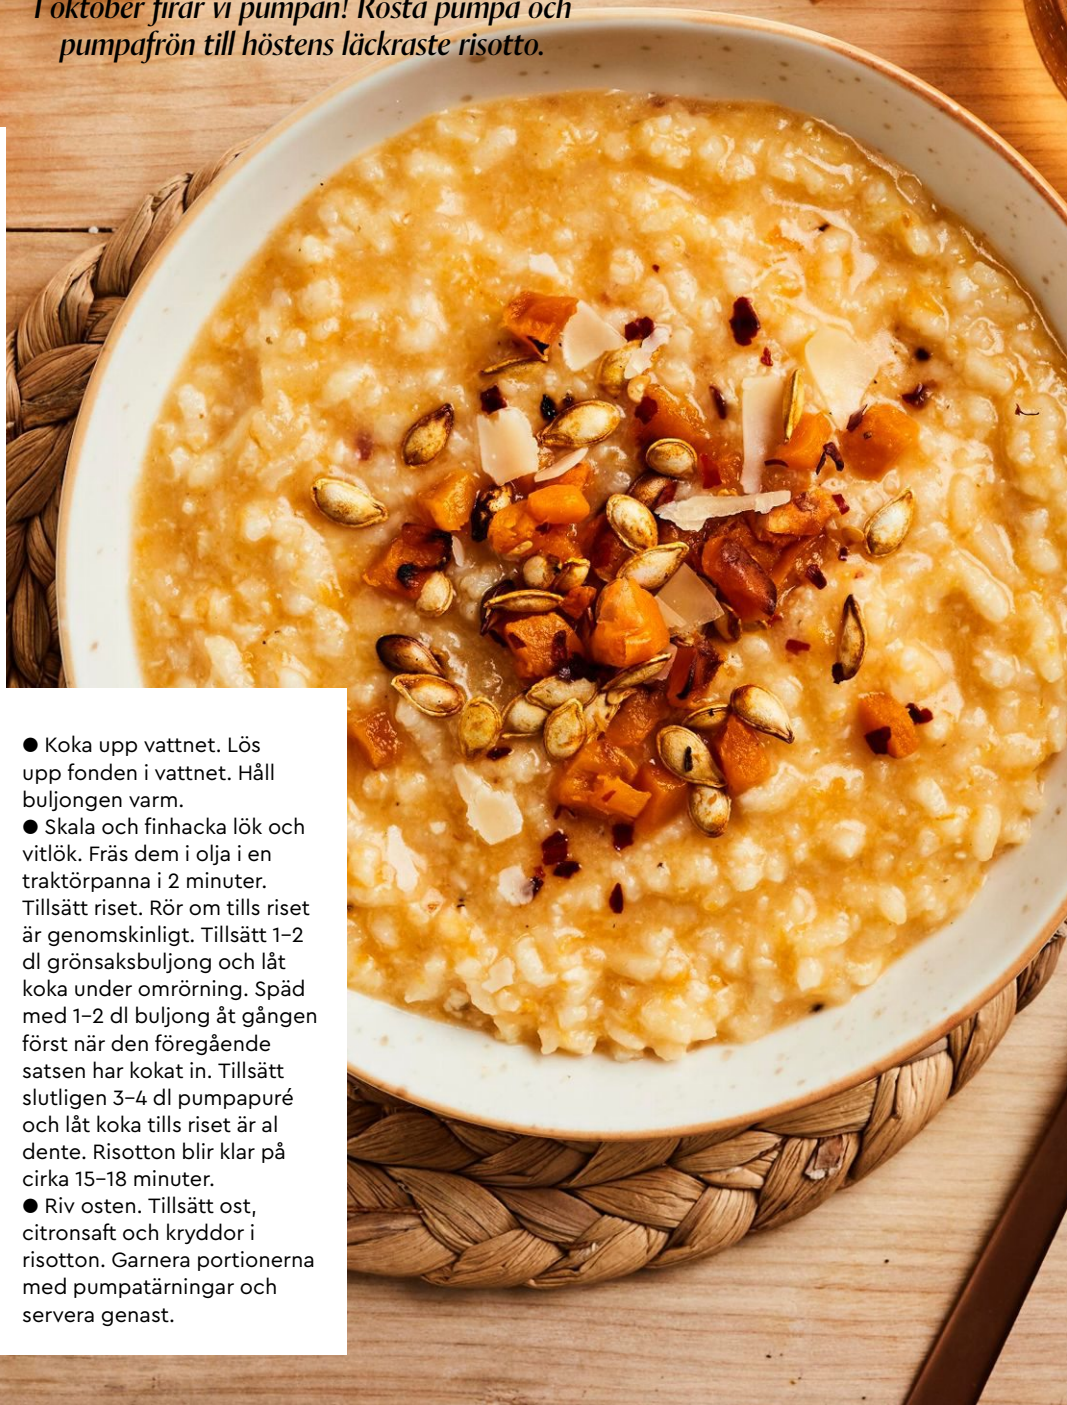 I oktober firar vi pumpan! Rosta pumpa och
pumpafrön till höstens läckraste risotto.
● Koka upp vattnet. Lös
upp fonden i vattnet. Håll
buljongen varm.
● Skala och finhacka lök och
vitlök. Fräs dem i olja i en
traktörpanna i 2 minuter.
Tillsätt riset. Rör om tills riset
är genomskinligt. Tillsätt 1–2
dl grönsaksbuljong och låt
koka under omrörning. Späd
med 1–2 dl buljong åt gången
först när den föregående
satsen har kokat in. Tillsätt
slutligen 3–4 dl pumpapuré
och låt koka tills riset är al
dente. Risotton blir klar på
cirka 15–18 minuter.
● Riv osten. Tillsätt ost,
citronsaft och kryddor i
risotton. Garnera portionerna
med pumpatärningar och
servera genast.